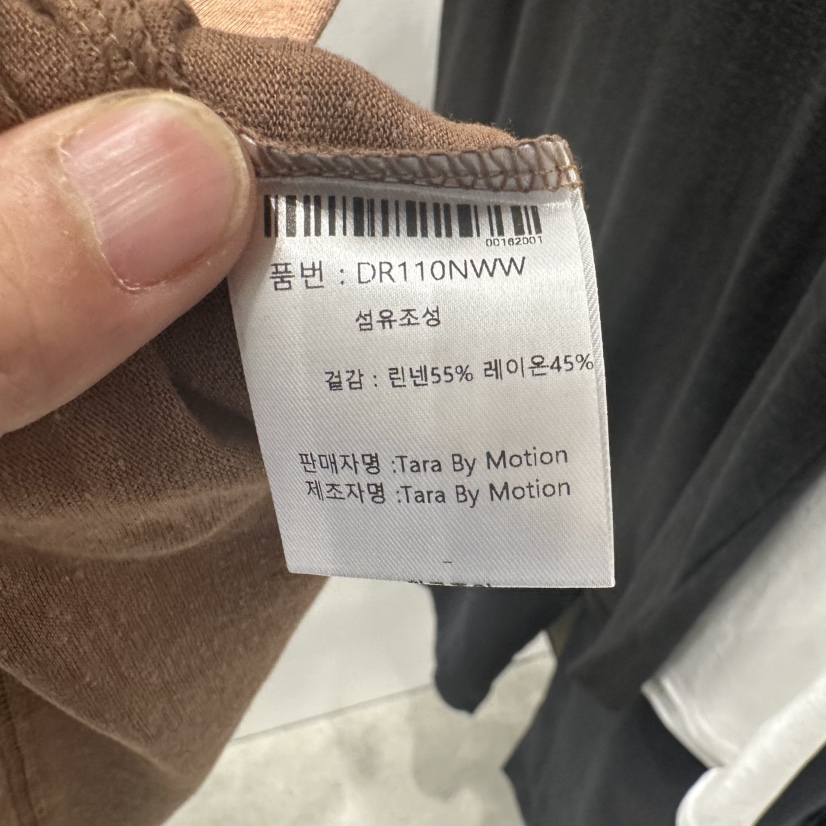 00162001
품번 : DR110NWW
섬유조성
겉감 : 린넨55% 레이온45%
판매자명 :Tara By Motion
제조자명 :Tara By Motion